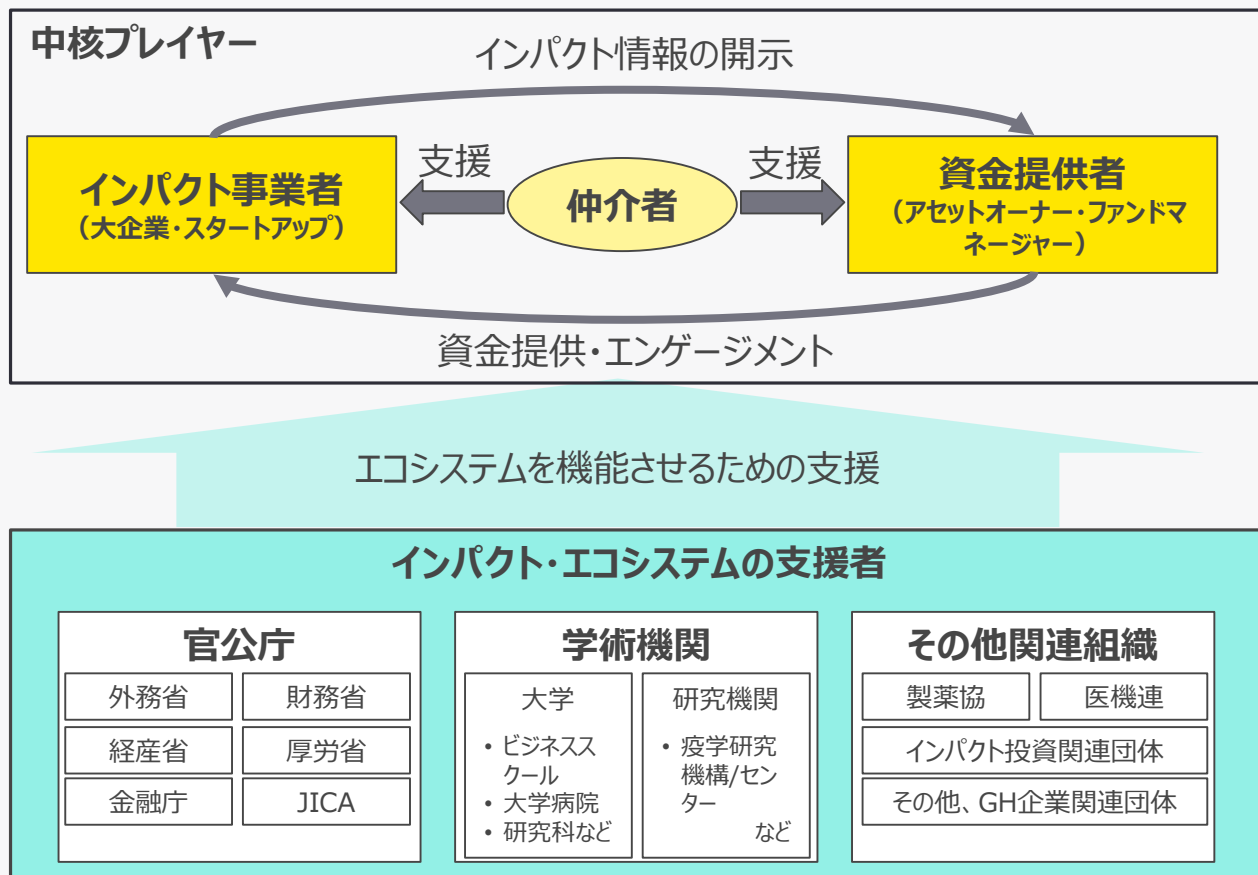 中核プレイヤー
インパクト情報の開示
インパクト事業者
（大企業・スタートアップ）
支援
仲介者
支援
資金提供者
（アセットオーナー・ファンドマ
ネージャー）
資金提供・エンゲージメント
エコシステムを機能させるための支援
インパクト・エコシステムの支援者
官公庁
外務省
財務省
経産省
厚労省
金融庁
JICA
学術機関
大学
• ビジネスス
クール
• 大学病院
• 研究科など
研究機関
• 疫学研究
機構/セン
ター
など
その他関連組織
製薬協
医機連
インパクト投資関連団体
その他、GH企業関連団体